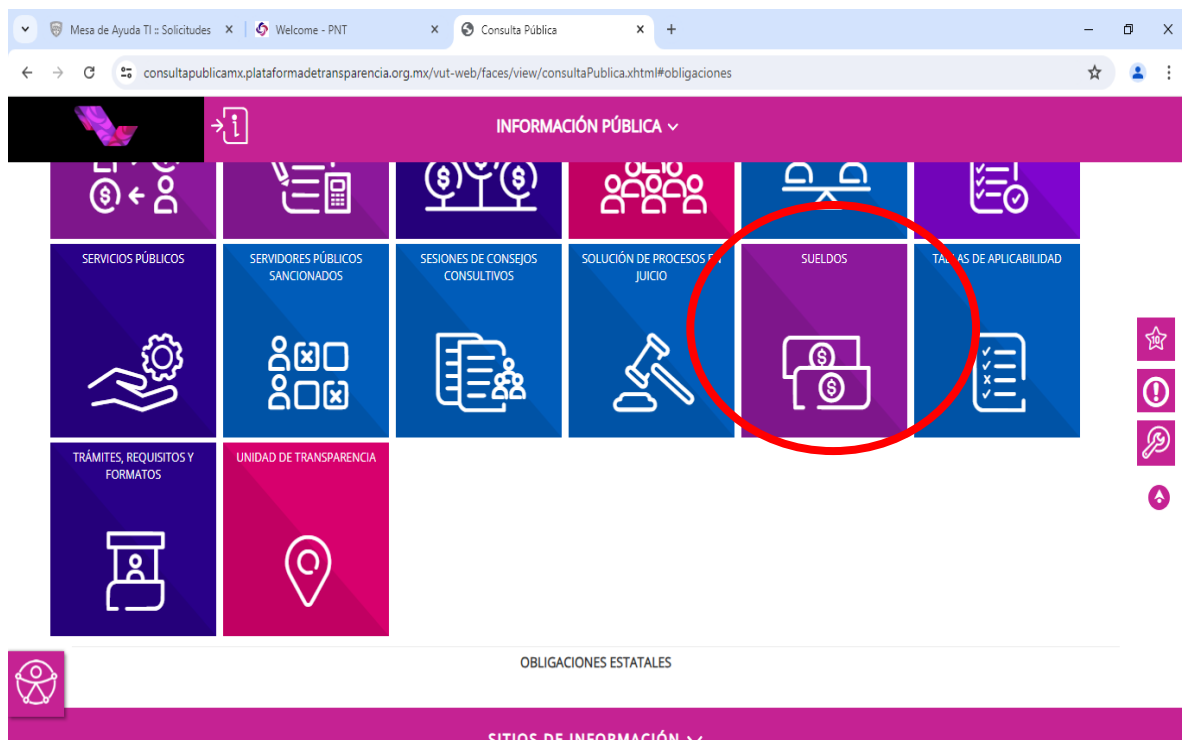 Mesa de Ayuda TI :: Solicitudes
Welcome - PNT
Consulta Pública
consultapublicamx.plataformadetransparencia.org.mx/vut-web/faces/view/consultaPublica.xhtml#obligaciones
INFORMACIÓN PÚBLICA
SERVICIOS PÚBLICOS
SERVIDORES PÚBLICOS
SANCIONADOS
SESIONES DE CONSEJOS
CONSULTIVOS
SOLUCIÓN DE PROCESOS EN
JUICIO
SUELDOS
TABLAS DE APLICABILIDAD
TRÁMITES, REQUISITOS Y
FORMATOS
UNIDAD DE TRANSPARENCIA
OBLIGACIONES ESTATALES
SITIOS DE INFORMACIÓN